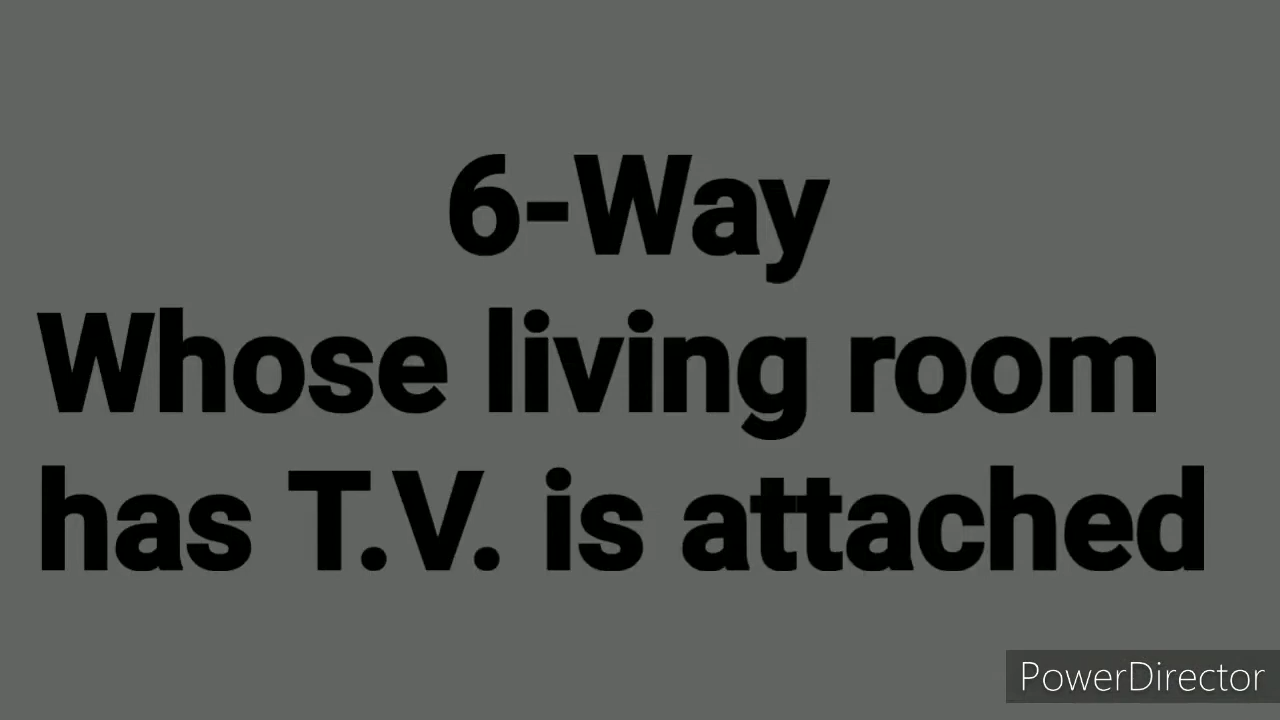 6-Way
Whose living room
has T.V. is attached
PowerDirector